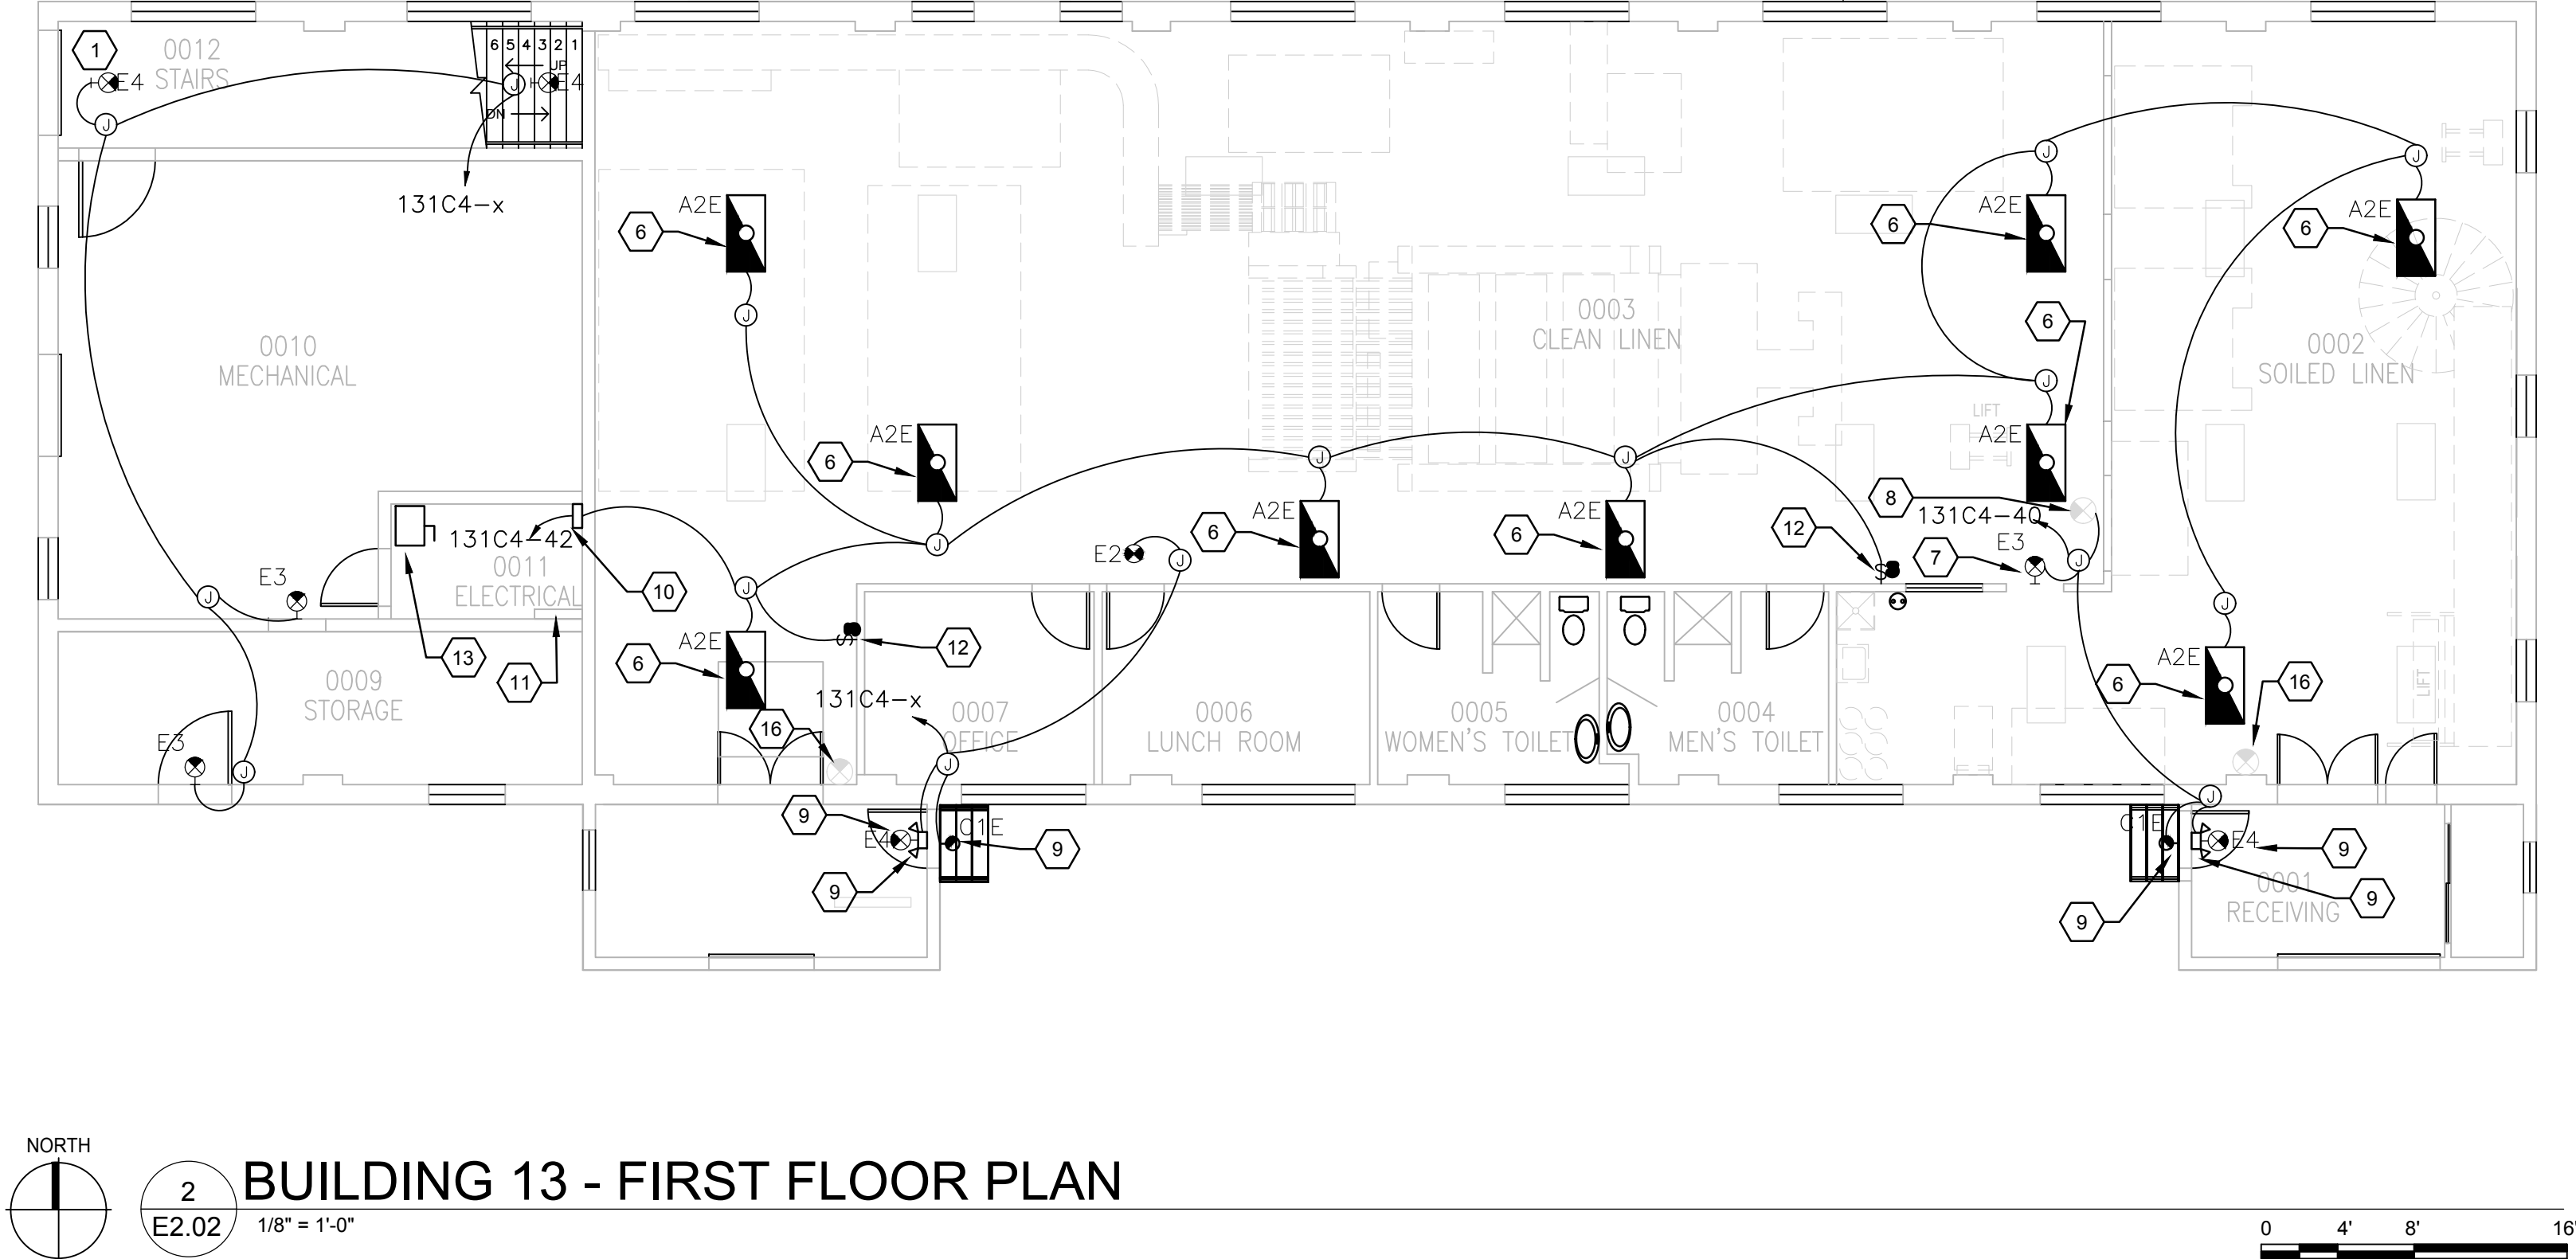 1
0012
STAIRS
E4
6 5 4 3 2 1
UP
J
E4
DN
J
131C4-x
J
J
A2E
6
A2E
6
A2E
6
J
0003
CLEAN LINEN
6
0010
MECHANICAL
0002
SOILED LINEN
J
LIFT
A2E
6
A2E
J
J
A2E
6
A2E
6
A2E
8
131C4-40
12
S
7
E3
J
131C4-42
0011
ELECTRICAL
10
J
E2
J
E3
J
J
J
S
12
13
11
A2E
6
A2E
6
16
LIFT
0009
STORAGE
131C4-x
16
0007
OFFICE
0006
LUNCH ROOM
0005
WOMEN'S TOILET
0004
MEN'S TOILET
E3
J
J
J
9
E4
C1E
9
9
C1E
E4
9
9
9
0001
RECEIVING
NORTH
2
E2.02
BUILDING 13 - FIRST FLOOR PLAN
1/8" = 1'-0"
0 4' 8' 16'